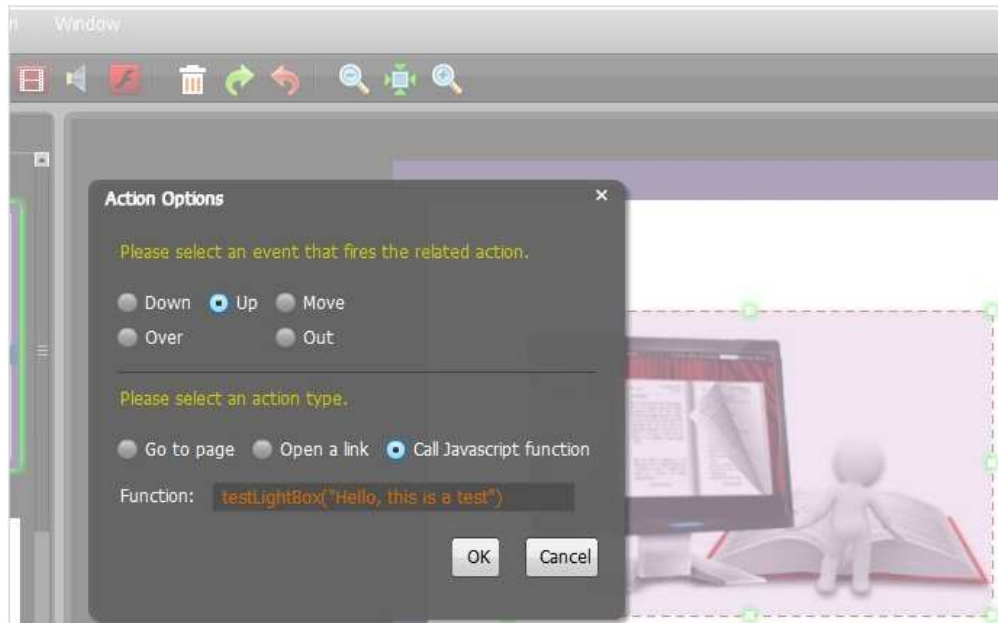 Window
Action Options
Please select an event that fires the related action.
Down Up Move
Over Out
Please select an action type.
Go to page Open a link Call Javascript function
Function: testLightBox("Hello, this is a test")
OK Cancel